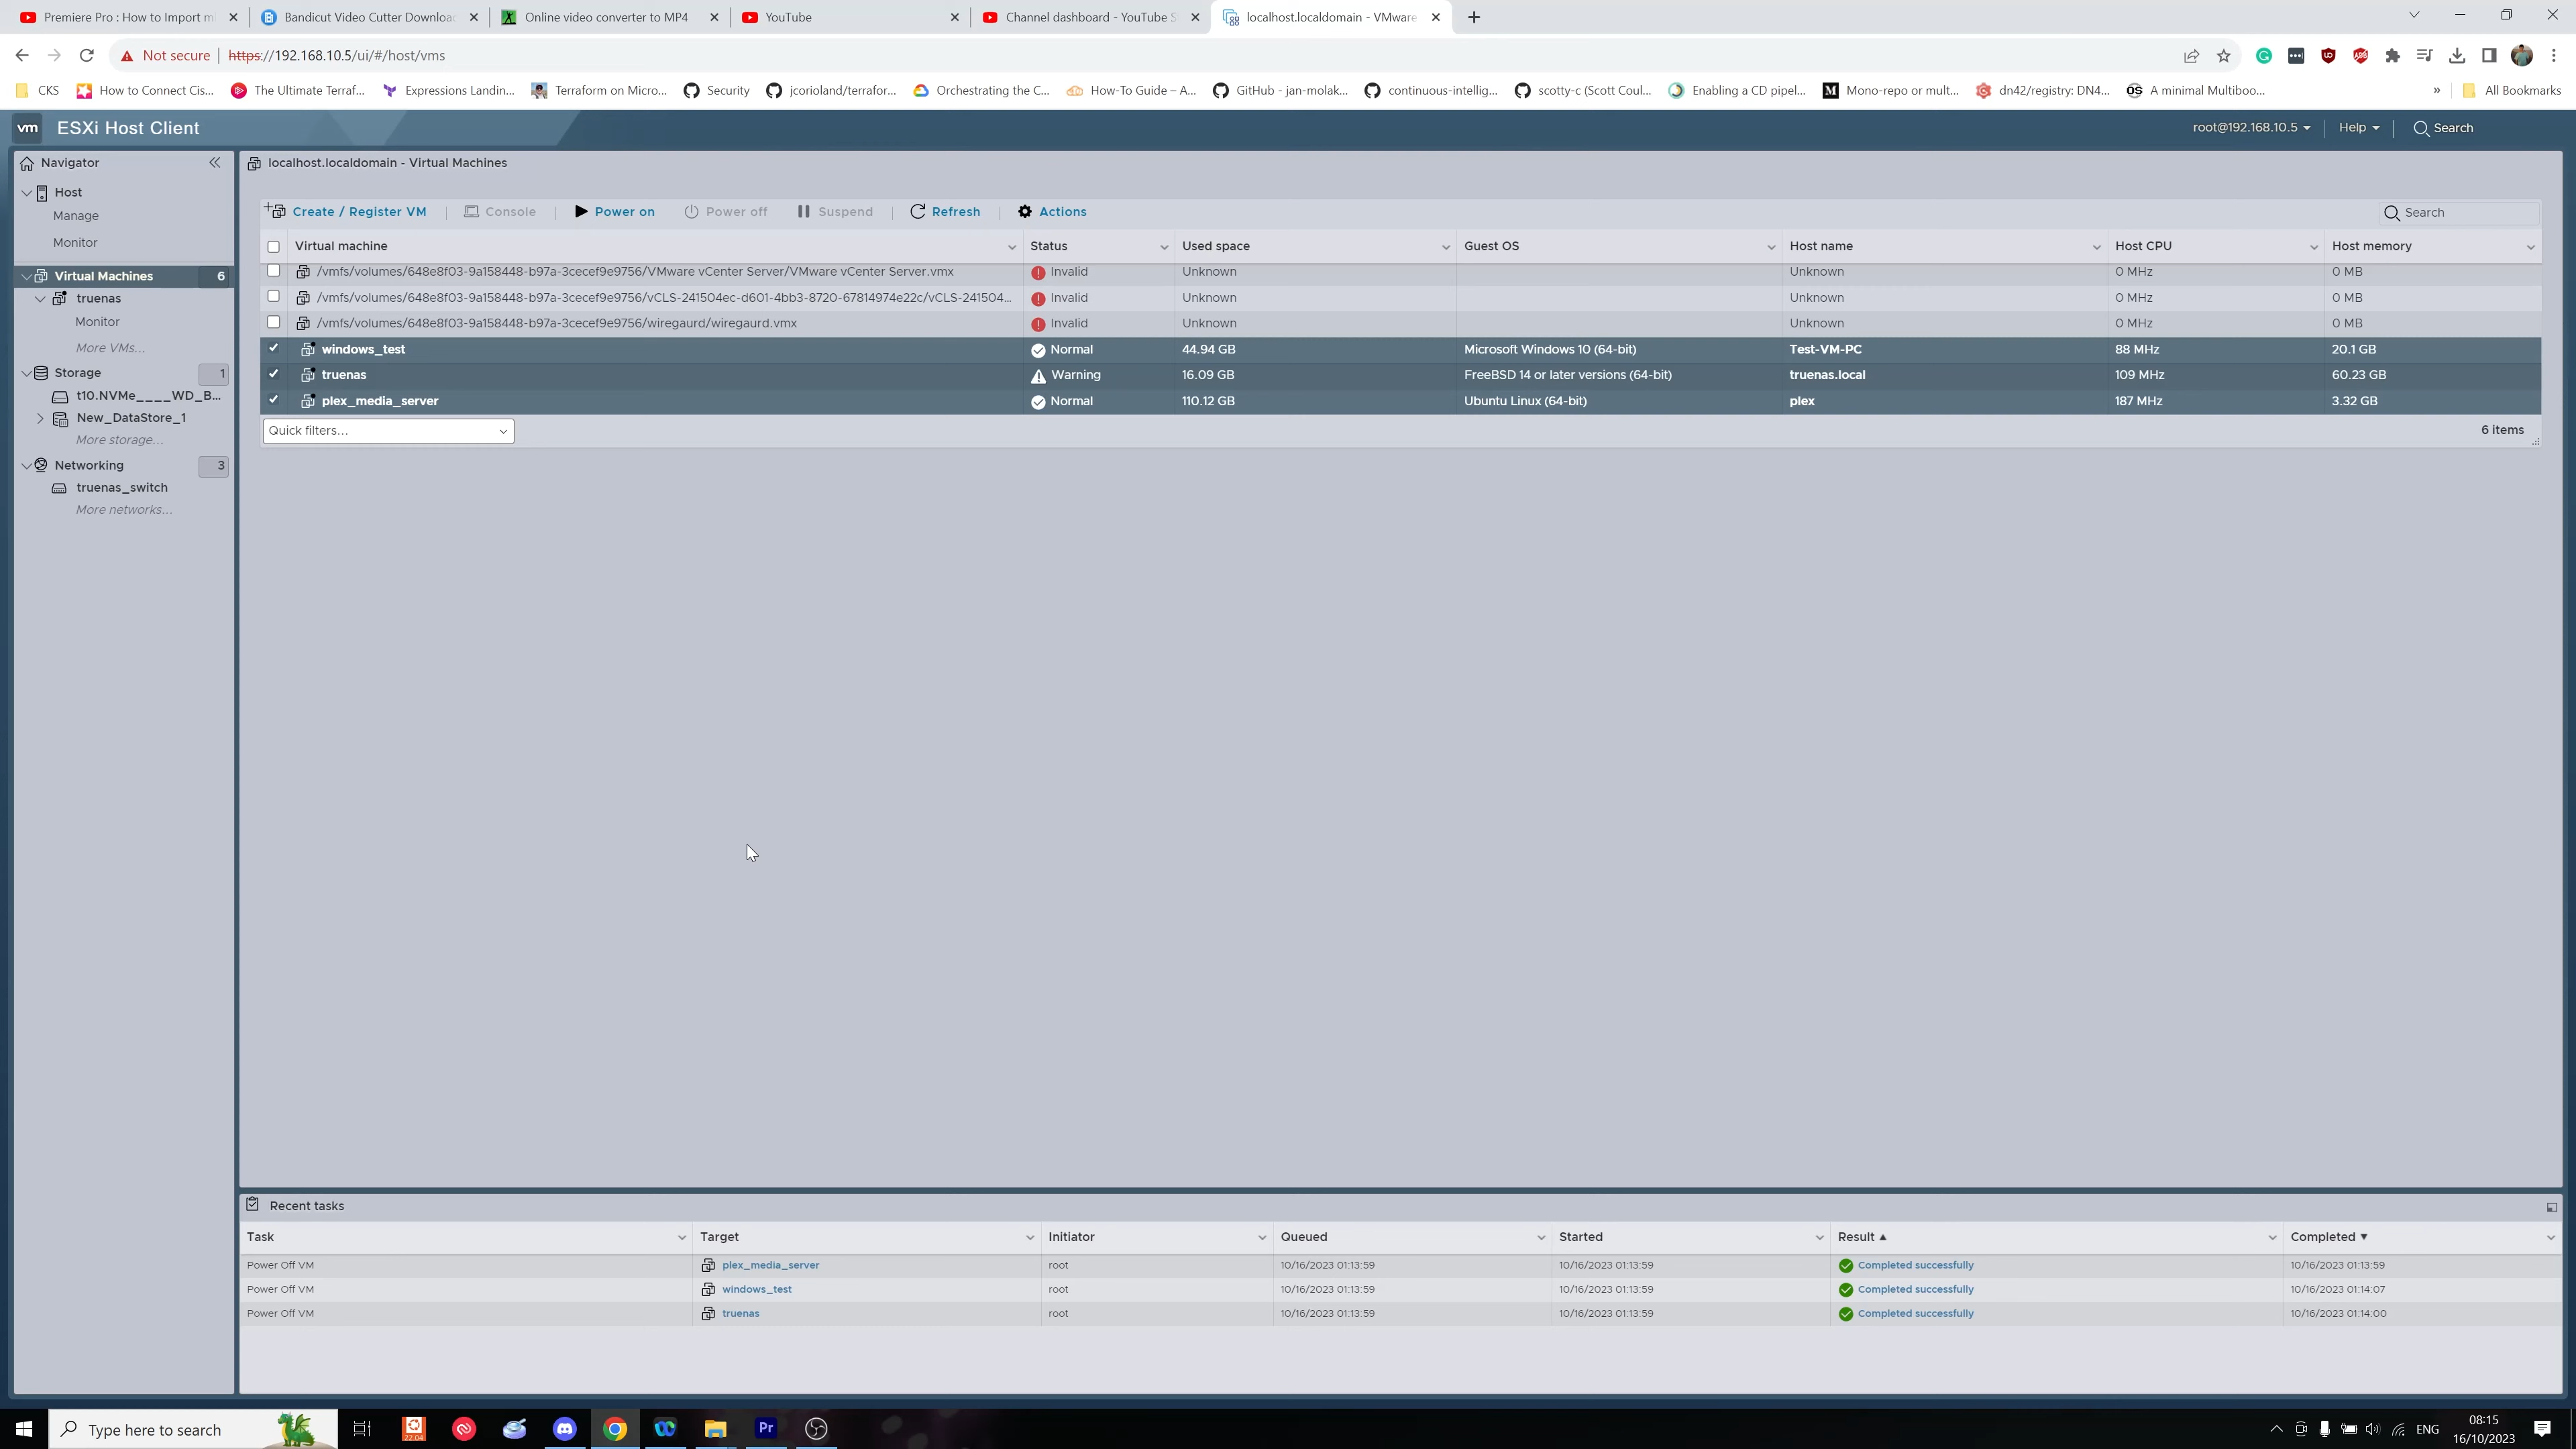 Premiere Pro : How to Import m
Bandicut Video Cutter Downloa
Online video converter to MP4
YouTube
Channel dashboard - YouTube S
localhost.localdomain - VMware
Not secure
https://192.168.10.5/ui/#/host/vms
CKS
How to Connect Cis...
The Ultimate Terraf...
Expressions Landin...
Terraform on Micro...
Security
jcorioland/terrafor...
Orchestrating the C...
How-To Guide – A...
GitHub - jan-molak...
continuous-intellig...
scotty-c (Scott Coul...
Enabling a CD pipel...
Mono-repo or mult...
dn42/registry: DN4...
A minimal Multiboo...
»
All Bookmarks
vm
ESXi Host Client
root@192.168.10.5
Help
Search
Navigator
Host
Manage
Monitor
Virtual Machines 6
truenas
Monitor
More VMs...
Storage 1
t10.NVMe____WD_B...
New_DataStore_1
More storage...
Networking 3
truenas_switch
More networks...
localhost.localdomain - Virtual Machines
Create / Register VM
Console
Power on
Power off
Suspend
Refresh
Actions
Search
Virtual machine Status Used space Guest OS Host name Host CPU Host memory
/vmfs/volumes/648e8f03-9a158448-b97a-3cecef9e9756/VMware vCenter Server/VMware vCenter Server.vmx Invalid Unknown Unknown 0 MHz 0 MB
/vmfs/volumes/648e8f03-9a158448-b97a-3cecef9e9756/vCLS-241504ec-d601-4bb3-8720-67814974e22c/vCLS-241504... Invalid Unknown Unknown 0 MHz 0 MB
/vmfs/volumes/648e8f03-9a158448-b97a-3cecef9e9756/wiregaurd/wiregaurd.vmx Invalid Unknown Unknown 0 MHz 0 MB
windows_test Normal 44.94 GB Microsoft Windows 10 (64-bit) Test-VM-PC 88 MHz 20.1 GB
truenas Warning 16.09 GB FreeBSD 14 or later versions (64-bit) truenas.local 109 MHz 60.23 GB
plex_media_server Normal 110.12 GB Ubuntu Linux (64-bit) plex 187 MHz 3.32 GB
Quick filters...
6 items
Recent tasks
Task Target Initiator Queued Started Result Completed
Power Off VM plex_media_server root 10/16/2023 01:13:59 10/16/2023 01:13:59 Completed successfully 10/16/2023 01:13:59
Power Off VM windows_test root 10/16/2023 01:13:59 10/16/2023 01:13:59 Completed successfully 10/16/2023 01:14:07
Power Off VM truenas root 10/16/2023 01:13:59 10/16/2023 01:13:59 Completed successfully 10/16/2023 01:14:00
Type here to search
22.04
Pr
ENG
08:15
16/10/2023